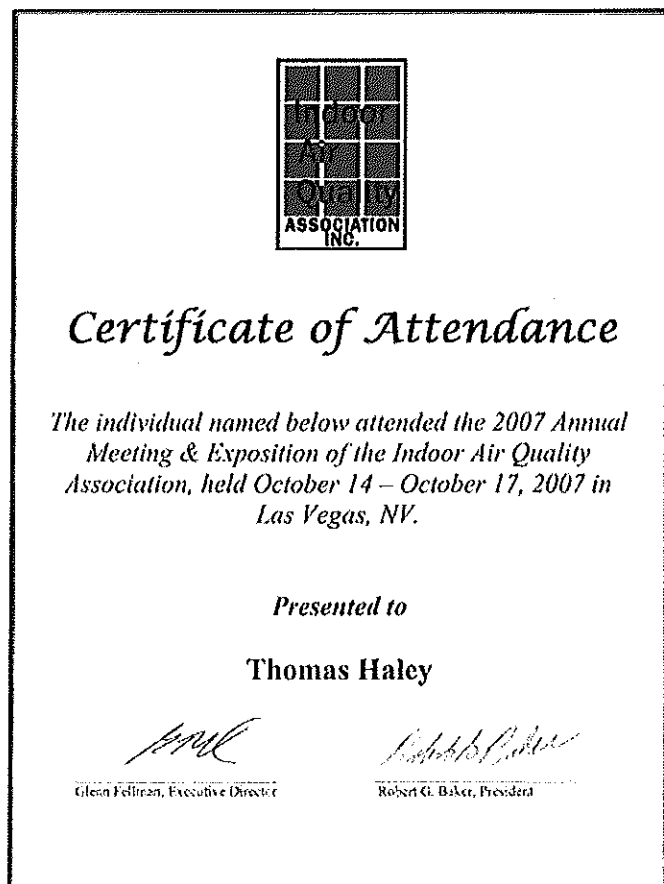 Indoor
Air
Quality
ASSOCIATION
INC.
Certificate of Attendance
The individual named below attended the 2007 Annual
Meeting & Exposition of the Indoor Air Quality
Association, held October 14 – October 17, 2007 in
Las Vegas, NV.
Presented to
Thomas Haley
Glenn Fellman, Executive Director
Robert G. Baker, President